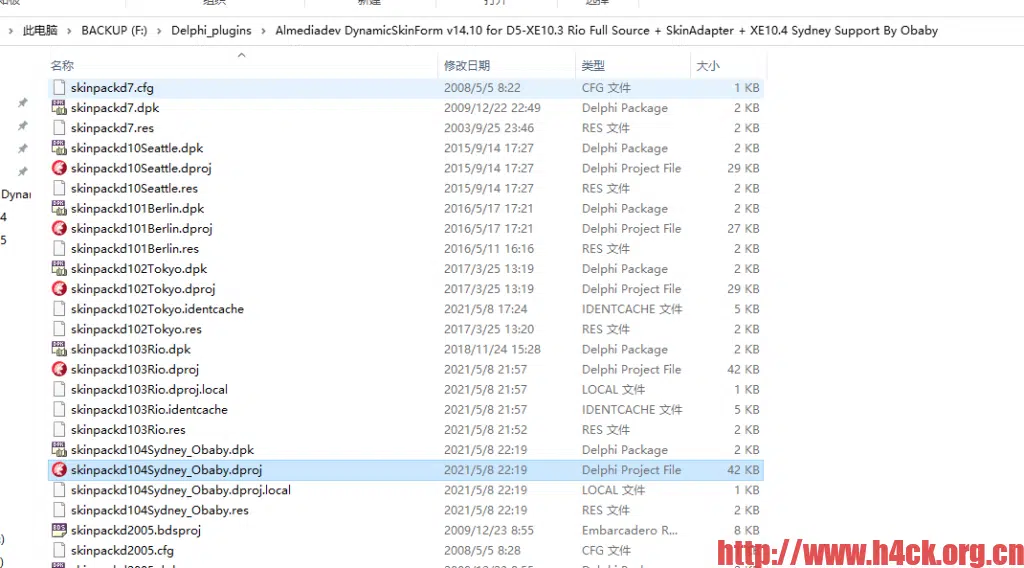 组织
新建
打开
选择
此电脑 › BACKUP (F:) › Delphi_plugins › Almediadev DynamicSkinForm v14.10 for D5-XE10.3 Rio Full Source + SkinAdapter + XE10.4 Sydney Support By Obaby
名称 修改日期 类型 大小
skinpackd7.cfg 2008/5/5 8:22 CFG 文件 1 KB
skinpackd7.dpk 2009/12/22 22:49 Delphi Package 2 KB
skinpackd7.res 2003/9/25 23:46 RES 文件 2 KB
skinpackd10Seattle.dpk 2015/9/14 17:27 Delphi Package 2 KB
skinpackd10Seattle.dproj 2015/9/14 17:27 Delphi Project File 29 KB
skinpackd10Seattle.res 2015/9/14 17:27 RES 文件 2 KB
Dynar
skinpackd101Berlin.dpk 2016/5/17 17:21 Delphi Package 2 KB
4
skinpackd101Berlin.dproj 2016/5/17 17:21 Delphi Project File 27 KB
5
skinpackd101Berlin.res 2016/5/11 16:16 RES 文件 2 KB
skinpackd102Tokyo.dpk 2017/3/25 13:19 Delphi Package 2 KB
skinpackd102Tokyo.dproj 2017/3/25 13:19 Delphi Project File 29 KB
skinpackd102Tokyo.identcache 2021/5/8 17:24 IDENTCACHE 文件 5 KB
skinpackd102Tokyo.res 2017/3/25 13:20 RES 文件 2 KB
skinpackd103Rio.dpk 2018/11/24 15:28 Delphi Package 2 KB
skinpackd103Rio.dproj 2021/5/8 21:57 Delphi Project File 42 KB
skinpackd103Rio.dproj.local 2021/5/8 21:57 LOCAL 文件 1 KB
skinpackd103Rio.identcache 2021/5/8 21:57 IDENTCACHE 文件 5 KB
skinpackd103Rio.res 2021/5/8 21:52 RES 文件 2 KB
skinpackd104Sydney_Obaby.dpk 2021/5/8 22:19 Delphi Package 2 KB
skinpackd104Sydney_Obaby.dproj 2021/5/8 22:19 Delphi Project File 42 KB
skinpackd104Sydney_Obaby.dproj.local 2021/5/8 22:19 LOCAL 文件 1 KB
skinpackd104Sydney_Obaby.res 2021/5/8 22:19 RES 文件 2 KB
skinpackd2005.bdsproj 2009/12/23 8:55 Embarcadero R... 8 KB
skinpackd2005.cfg 2008/5/5 8:28 CFG 文件
http://www.h4ck.org.cn